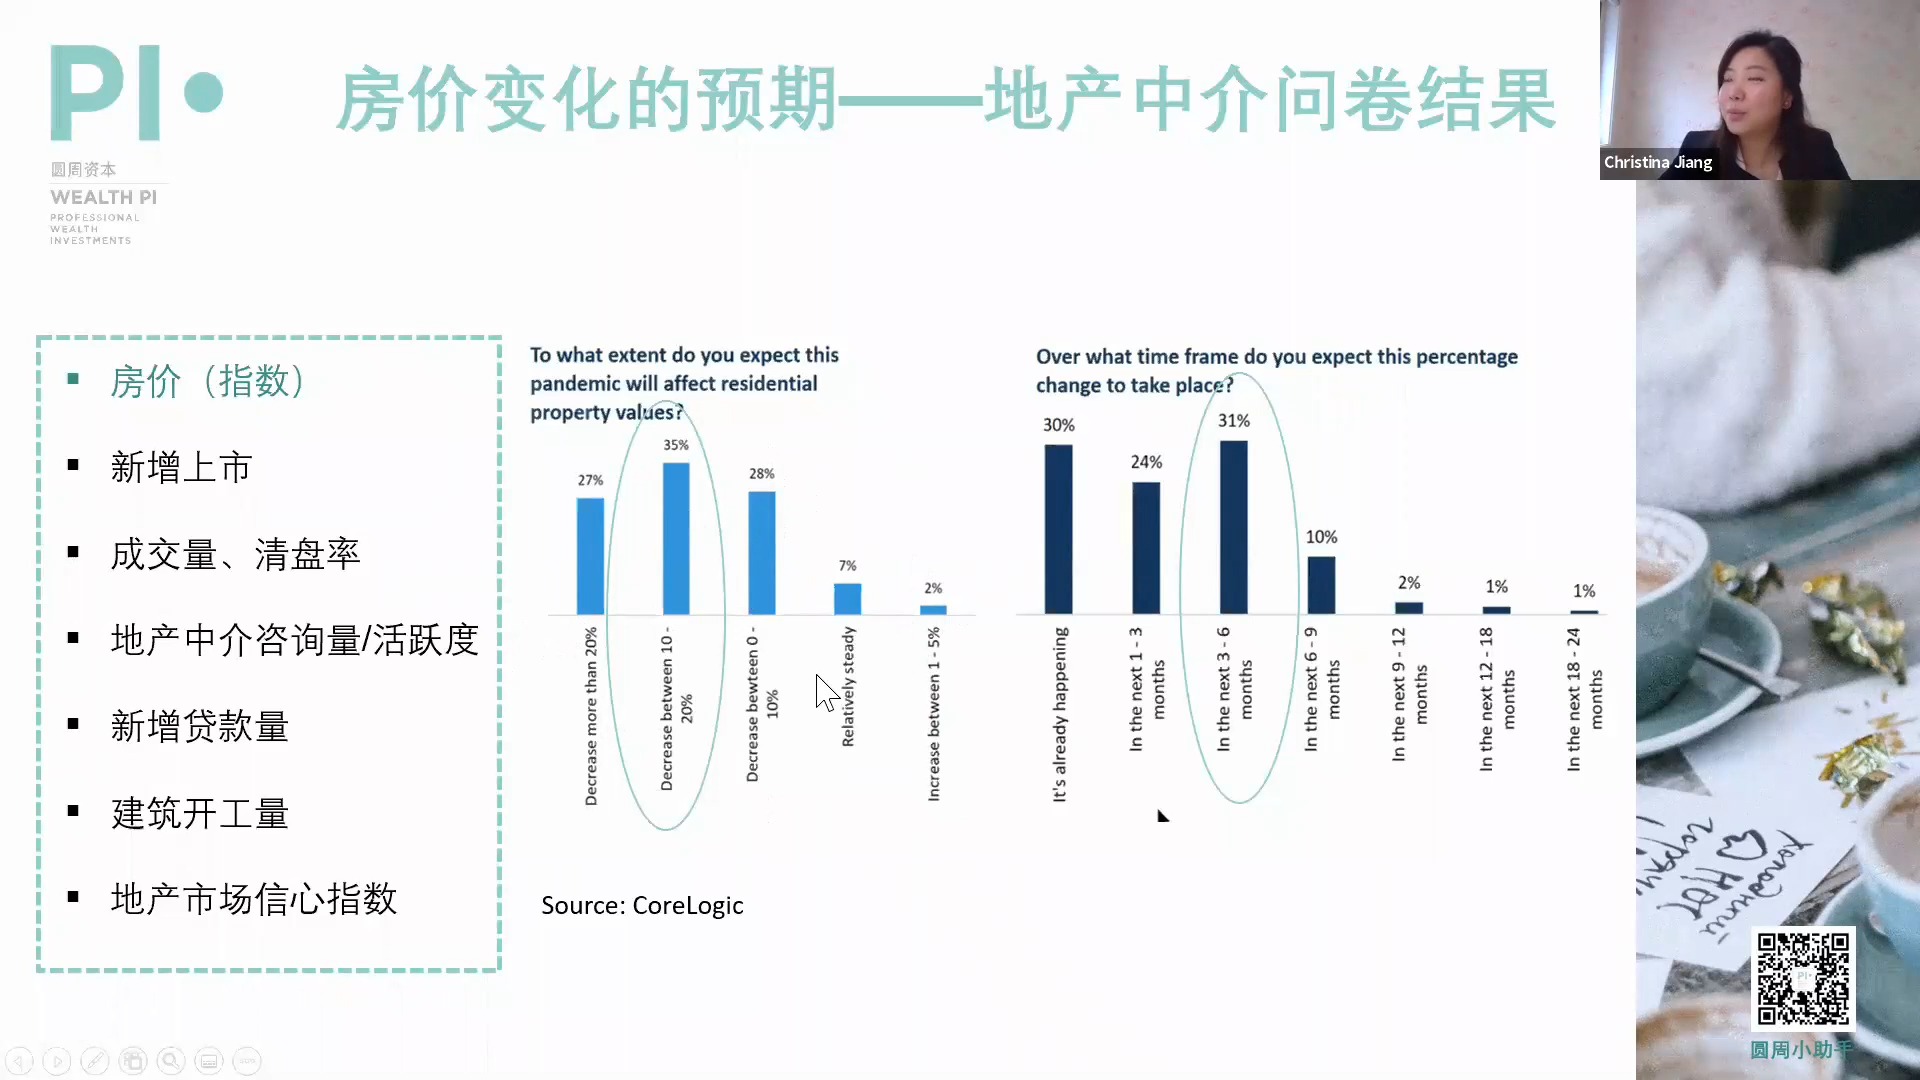 PI•
圆周资本
WEALTH PI
PROFESSIONAL
WEALTH
INVESTMENTS
房价变化的预期——地产中介问卷结果
Christina Jiang
▪ 房价（指数）
▪ 新增上市
▪ 成交量、清盘率
▪ 地产中介咨询量/活跃度
▪ 新增贷款量
▪ 建筑开工量
▪ 地产市场信心指数
To what extent do you expect this
pandemic will affect residential
property values?
27%
35%
28%
7%
2%
Decrease more than 20%
Decrease between 10 -
20%
Decrease bewteen 0 -
10%
Relatively steady
Increase between 1 - 5%
Over what time frame do you expect this percentage
change to take place?
30%
24%
31%
10%
2%
1%
1%
It's already happening
In the next 1 - 3
months
In the next 3 - 6
months
In the next 6 - 9
months
In the next 9 - 12
months
In the next 12 - 18
months
In the next 18 - 24
months
Source: CoreLogic
圆周小助手